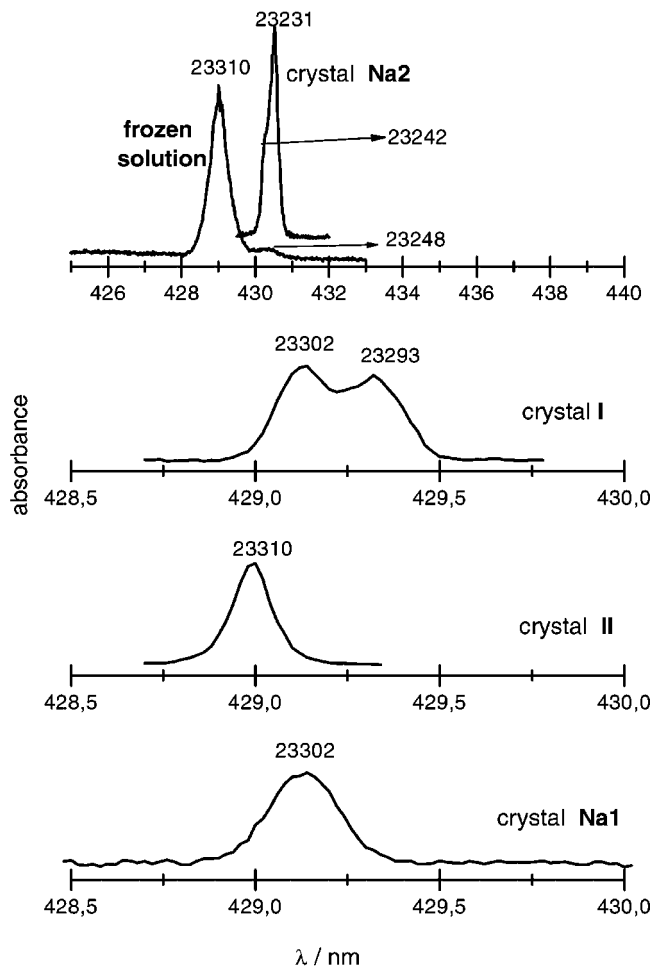 23231
23310
crystal Na2
frozen
solution
23242
23248
426 428 430 432 434 436 438 440
23302
23293
crystal I
absorbance
428,5 429,0 429,5 430,0
23310
crystal II
428,5 429,0 429,5 430,0
23302
crystal Na1
428,5 429,0 429,5 430,0
λ / nm